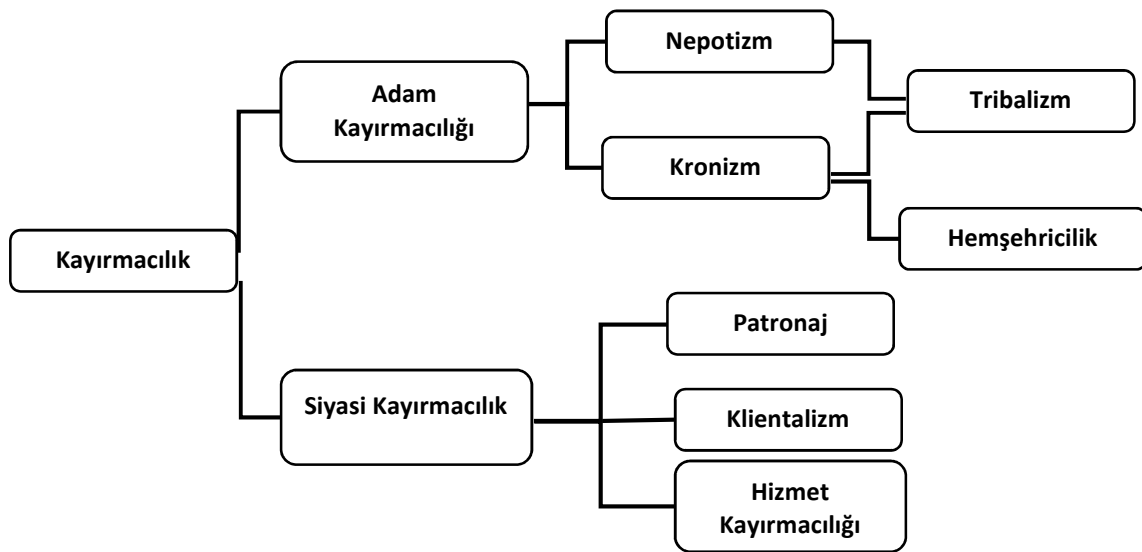 Nepotizm
Adam
Kayırmacılığı
Tribalizm
Kronizm
Hemşehricilik
Kayırmacılık
Patronaj
Siyasi Kayırmacılık
Klientalizm
Hizmet
Kayırmacılığı